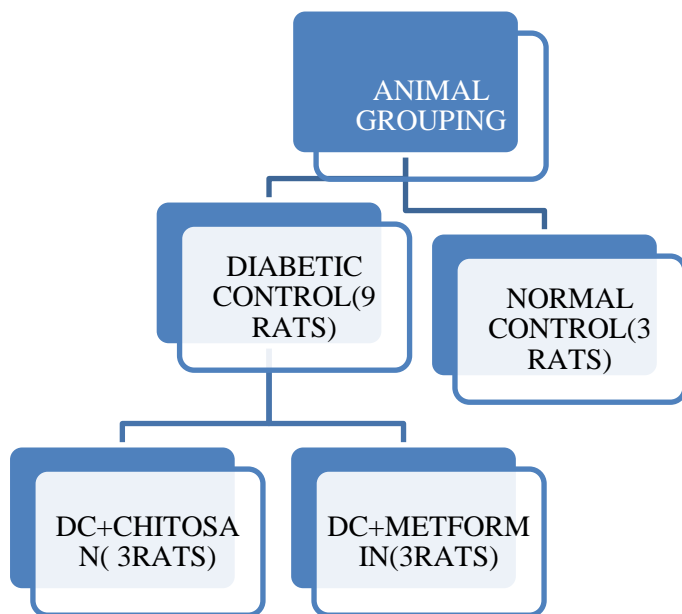 ANIMAL
GROUPING
DIABETIC
CONTROL(9
RATS)
NORMAL
CONTROL(3
RATS)
DC+CHITOSA
N( 3RATS)
DC+METFORM
IN(3RATS)